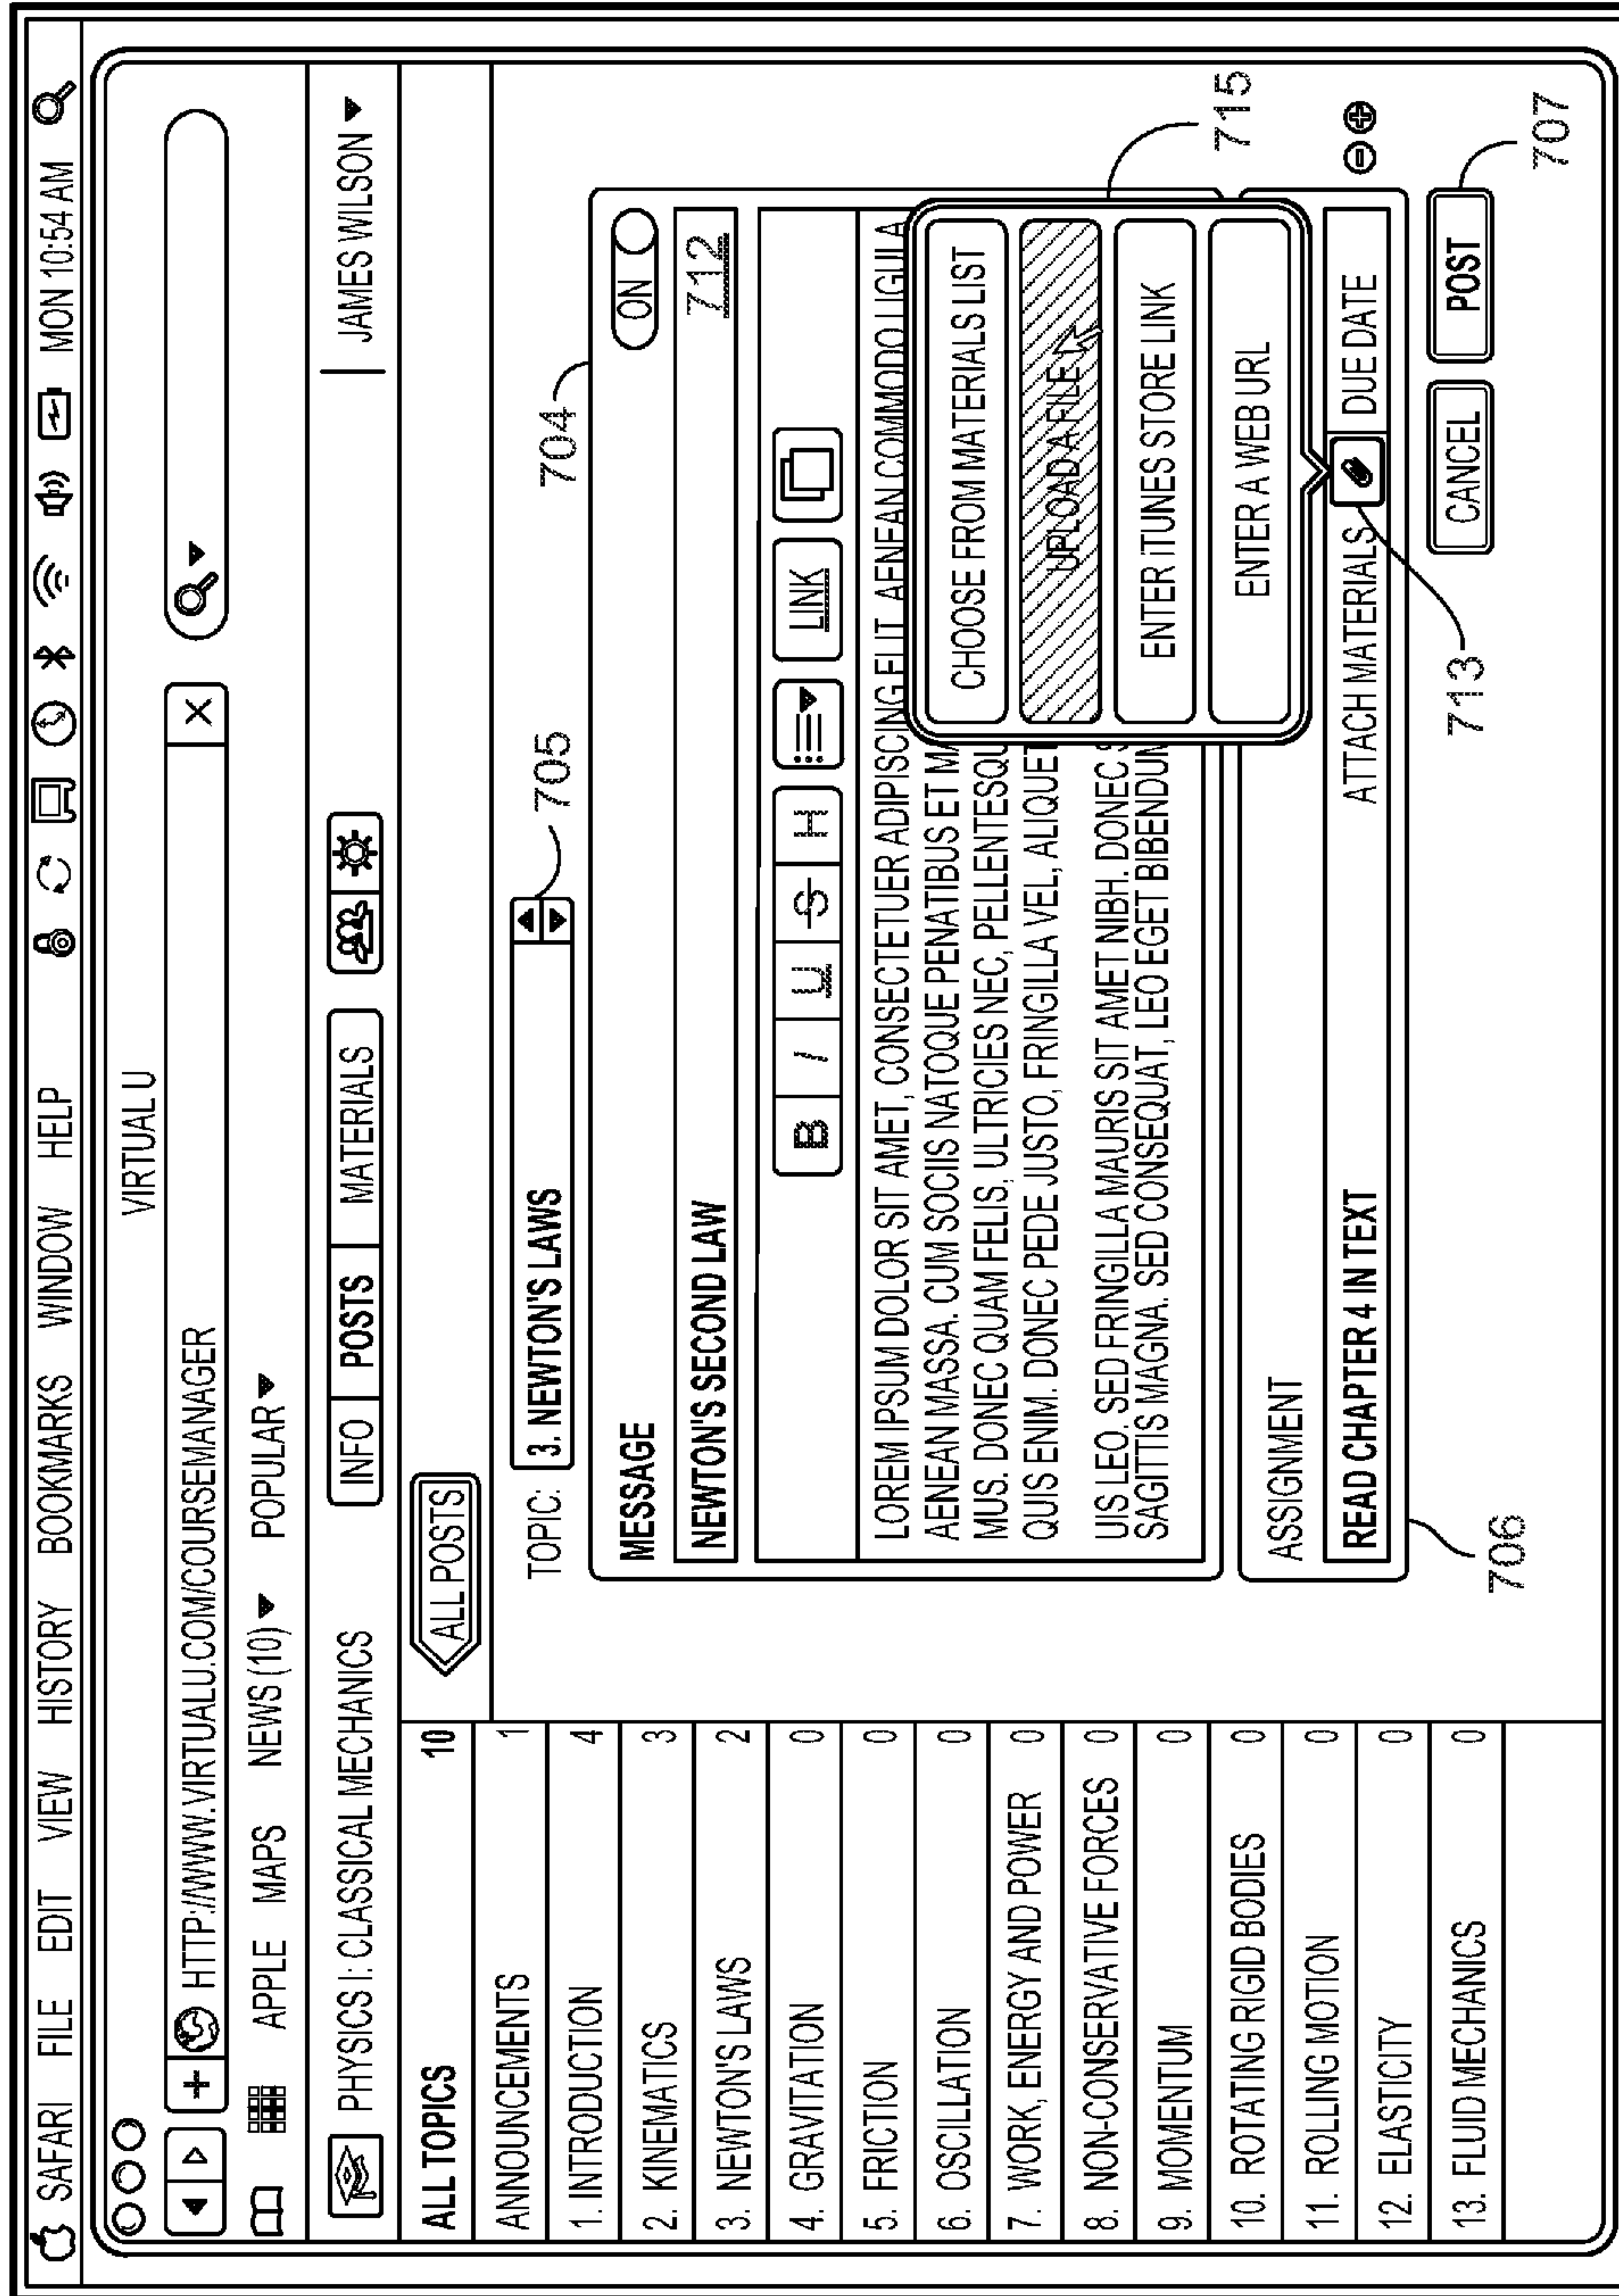 SAFARI FILE EDIT VIEW HISTORY BOOKMARKS WINDOW HELP MON 10:54 AM
VIRTUAL U
HTTP://WWW.VIRTUALU.COM/COURSEMANAGER X
APPLE MAPS NEWS (10) POPULAR
PHYSICS I: CLASSICAL MECHANICS INFO POSTS MATERIALS JAMES WILSON
ALL TOPICS 10
ANNOUNCEMENTS 1
1. INTRODUCTION 4
2. KINEMATICS 3
3. NEWTON'S LAWS 2
4. GRAVITATION 0
5. FRICTION 0
6. OSCILLATION 0
7. WORK, ENERGY AND POWER 0
8. NON-CONSERVATIVE FORCES 0
9. MOMENTUM 0
10. ROTATING RIGID BODIES 0
11. ROLLING MOTION 0
12. ELASTICITY 0
13. FLUID MECHANICS 0
ALL POSTS
TOPIC: 3. NEWTON'S LAWS
705
704
MESSAGE ON
NEWTON'S SECOND LAW 712
B I U S H LINK
LOREM IPSUM DOLOR SIT AMET, CONSECTETUER ADIPISCING ELIT AENEAN COMMODO LIGULA
AENEAN MASSA. CUM SOCIIS NATOQUE PENATIBUS ET MA
MUS. DONEC QUAM FELIS, ULTRICIES NEC, PELLENTESQU
QUIS ENIM. DONEC PEDE JUSTO, FRINGILLA VEL, ALIQUET
UIS LEO. SED FRINGILLA MAURIS SIT AMET NIBH. DONEC S
SAGITTIS MAGNA. SED CONSEQUAT, LEO EGET BIBENDUN
CHOOSE FROM MATERIALS LIST
UPLOAD A FILE
ENTER iTUNES STORE LINK
ENTER A WEB URL
715
ASSIGNMENT
READ CHAPTER 4 IN TEXT ATTACH MATERIALS DUE DATE
706
713
CANCEL POST
707